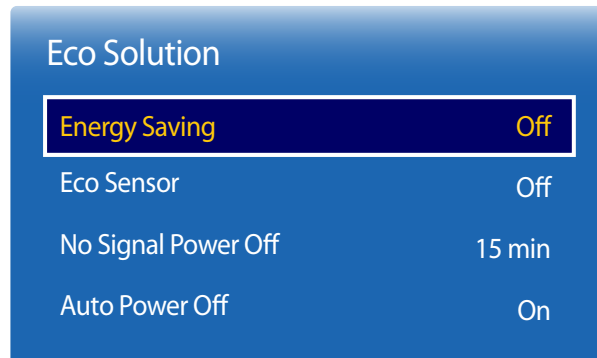 Eco Solution
Energy Saving Off
Eco Sensor Off
No Signal Power Off 15 min
Auto Power Off On